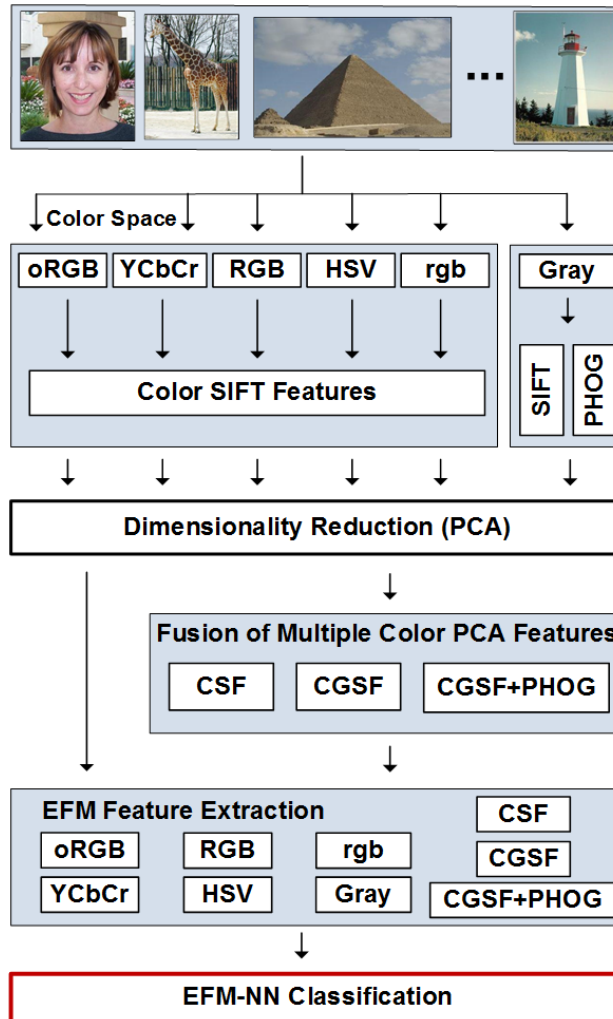 Color Space
oRGB YCbCr RGB HSV rgb Gray
Color SIFT Features
SIFT
PHOG
Dimensionality Reduction (PCA)
Fusion of Multiple Color PCA Features
CSF CGSF CGSF+PHOG
EFM Feature Extraction
CSF
oRGB RGB rgb
CGSF
YCbCr HSV Gray
CGSF+PHOG
EFM-NN Classification